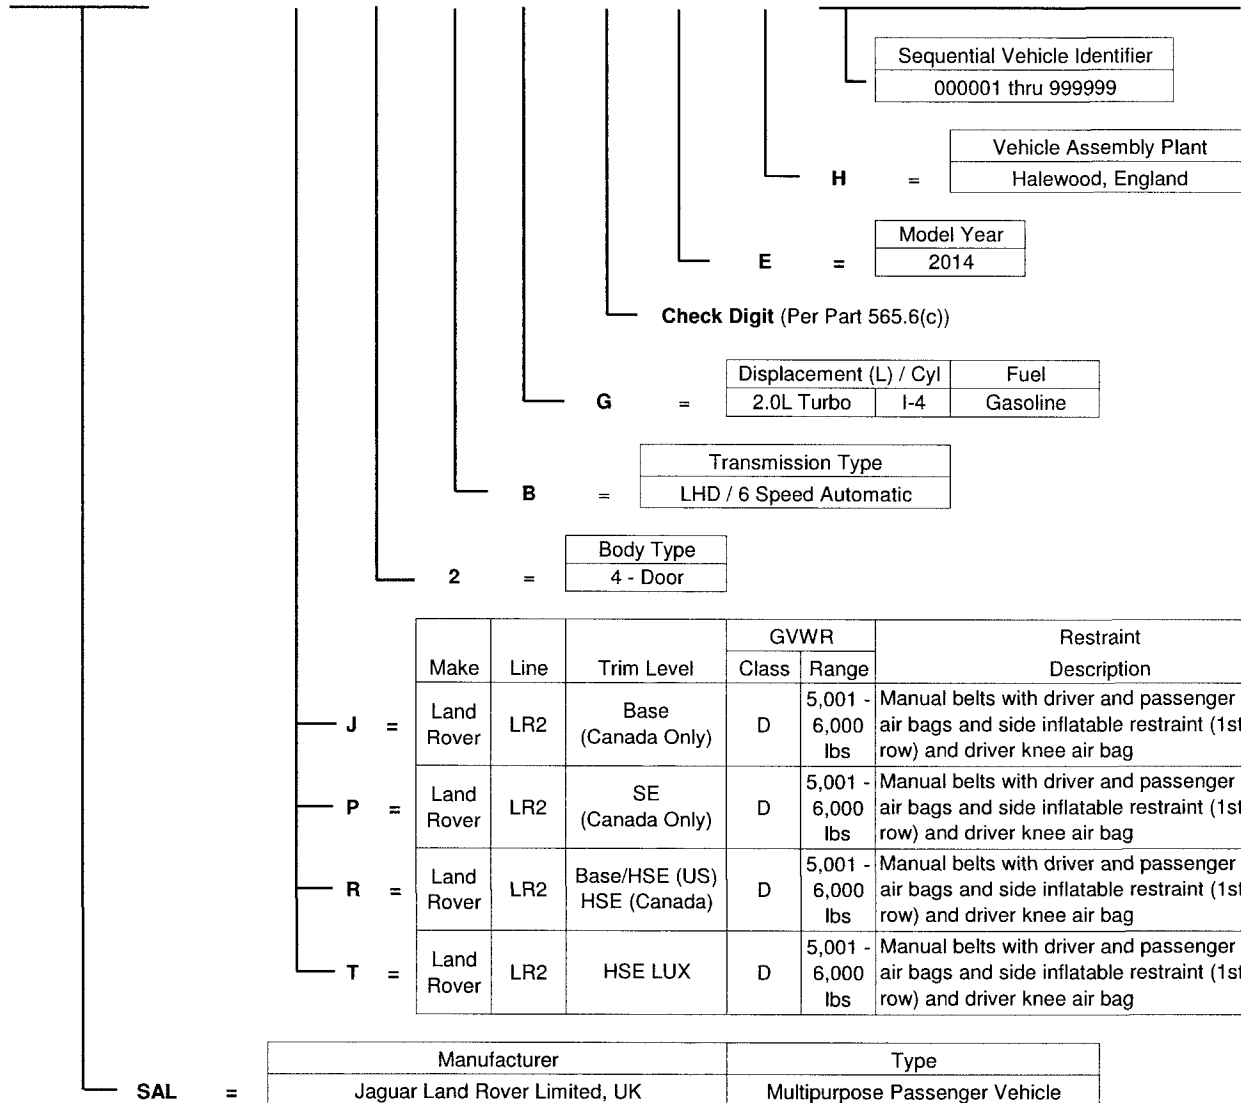 Sequential Vehicle Identifier
000001 thru 999999
Vehicle Assembly Plant
H = Halewood, England
Model Year
E = 2014
Check Digit (Per Part 565.6(c))
Displacement (L) / Cyl Fuel
G = 2.0L Turbo I-4 Gasoline
Transmission Type
B = LHD / 6 Speed Automatic
Body Type
2 = 4 - Door
GVWR Restraint
Make Line Trim Level Class Range Description
J = Land Rover LR2 Base (Canada Only) D 5,001 - 6,000 lbs Manual belts with driver and passenger air bags and side inflatable restraint (1st row) and driver knee air bag
P = Land Rover LR2 SE (Canada Only) D 5,001 - 6,000 lbs Manual belts with driver and passenger air bags and side inflatable restraint (1st row) and driver knee air bag
R = Land Rover LR2 Base/HSE (US) HSE (Canada) D 5,001 - 6,000 lbs Manual belts with driver and passenger air bags and side inflatable restraint (1st row) and driver knee air bag
T = Land Rover LR2 HSE LUX D 5,001 - 6,000 lbs Manual belts with driver and passenger air bags and side inflatable restraint (1st row) and driver knee air bag
Manufacturer Type
SAL = Jaguar Land Rover Limited, UK Multipurpose Passenger Vehicle